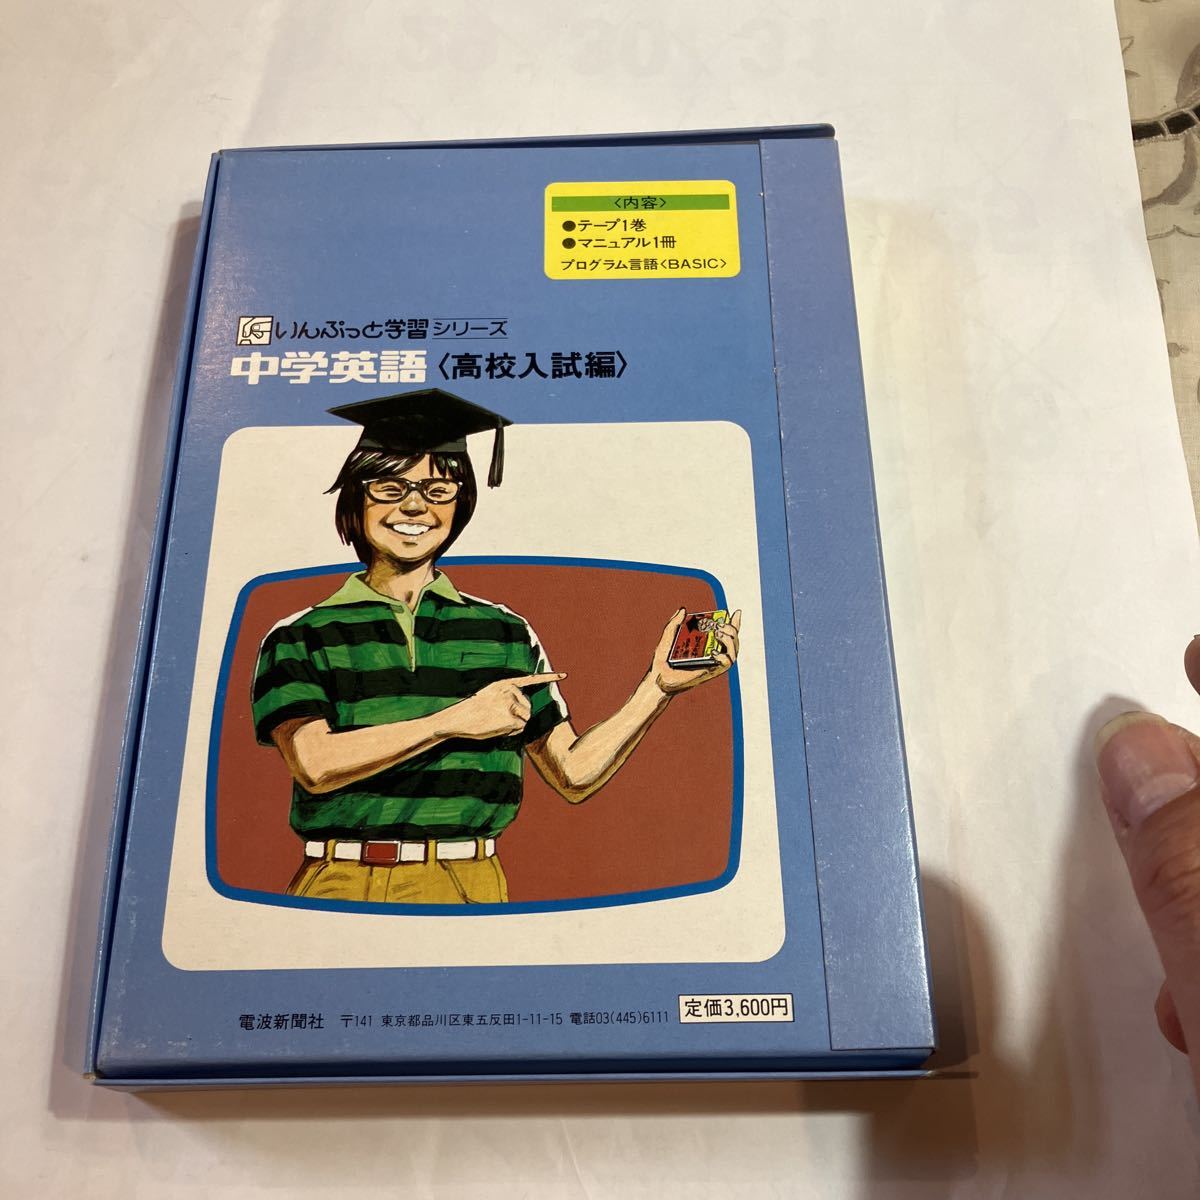 〈内容〉
●テープ1巻
●マニュアル1冊
プログラム言語〈BASIC〉
いんぷっと学習シリーズ
中学英語〈高校入試編〉
電波新聞社 〒141 東京都品川区東五反田1-11-15 電話03(445)6111
定価3,600円